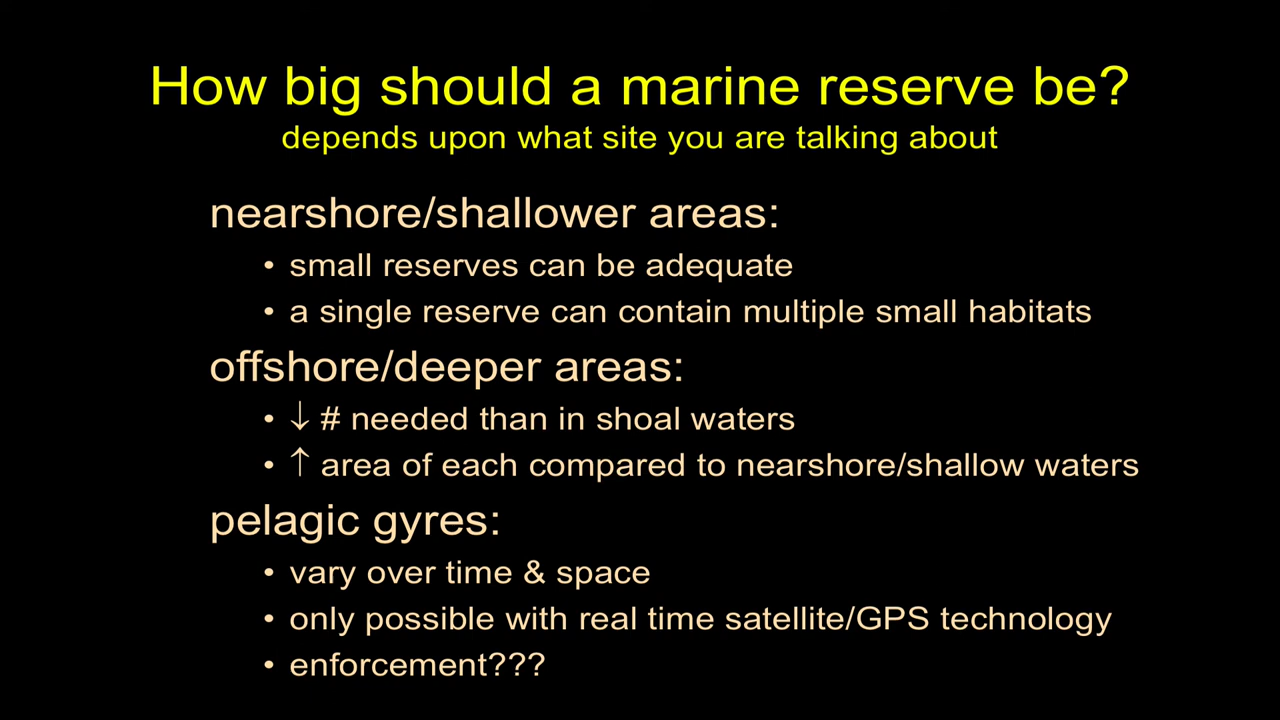 How big should a marine reserve be?
depends upon what site you are talking about
nearshore/shallower areas:
• small reserves can be adequate
• a single reserve can contain multiple small habitats
offshore/deeper areas:
• ↓ # needed than in shoal waters
• ↑ area of each compared to nearshore/shallow waters
pelagic gyres:
• vary over time & space
• only possible with real time satellite/GPS technology
• enforcement???